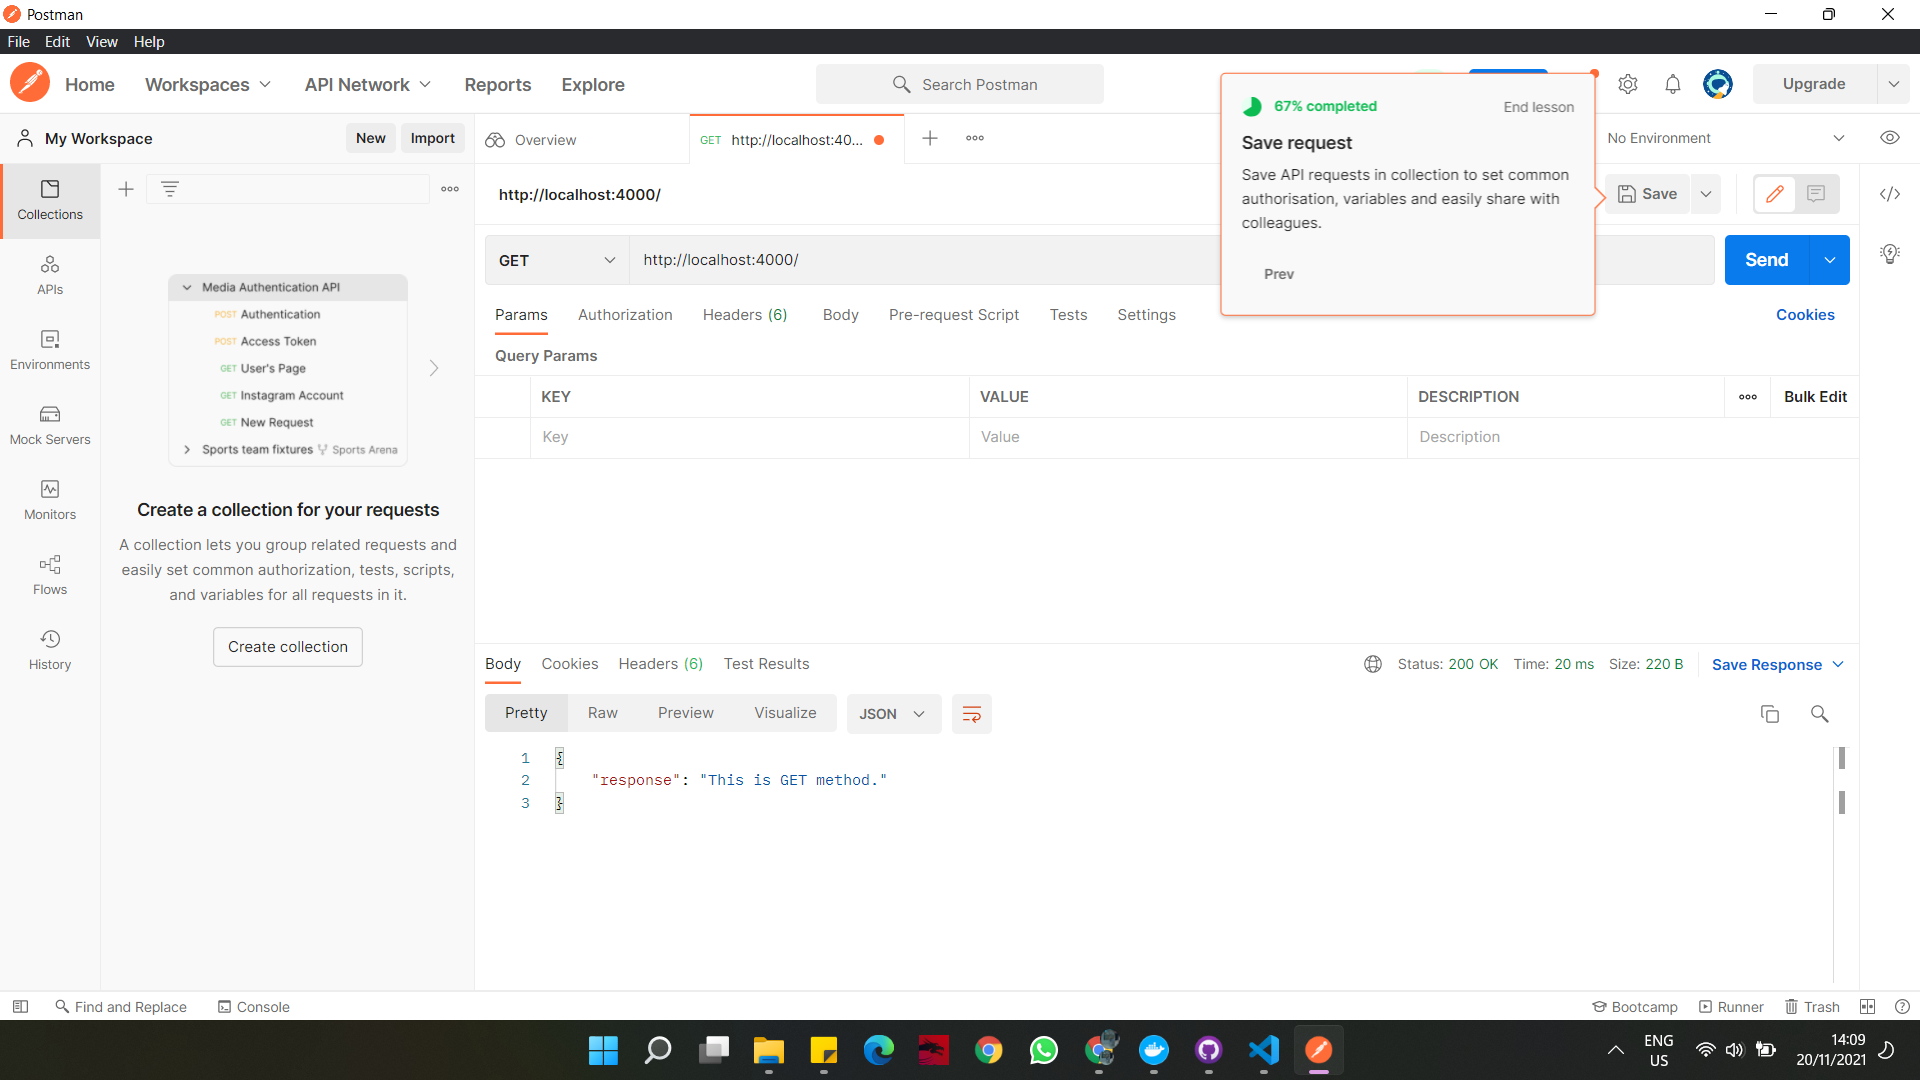 Postman
File Edit View Help
Home Workspaces API Network Reports Explore Search Postman Upgrade
67% completed End lesson
Save request
Save API requests in collection to set common
authorisation, variables and easily share with
colleagues.
Prev
My Workspace New Import Overview GET http://localhost:40... No Environment
Collections
http://localhost:4000/ Save
GET http://localhost:4000/ Send
APIs
Environments
Mock Servers
Monitors
Flows
History
Media Authentication API
POST Authentication
POST Access Token
GET User's Page
GET Instagram Account
GET New Request
Sports team fixtures Sports Arena
Create a collection for your requests
A collection lets you group related requests and
easily set common authorization, tests, scripts,
and variables for all requests in it.
Create collection
Params Authorization Headers (6) Body Pre-request Script Tests Settings Cookies
Query Params
KEY VALUE DESCRIPTION Bulk Edit
Key Value Description
Body Cookies Headers (6) Test Results Status: 200 OK Time: 20 ms Size: 220 B Save Response
Pretty Raw Preview Visualize JSON
1 {
2 "response": "This is GET method."
3 }
Find and Replace Console Bootcamp Runner Trash
ENG
US
14:09
20/11/2021